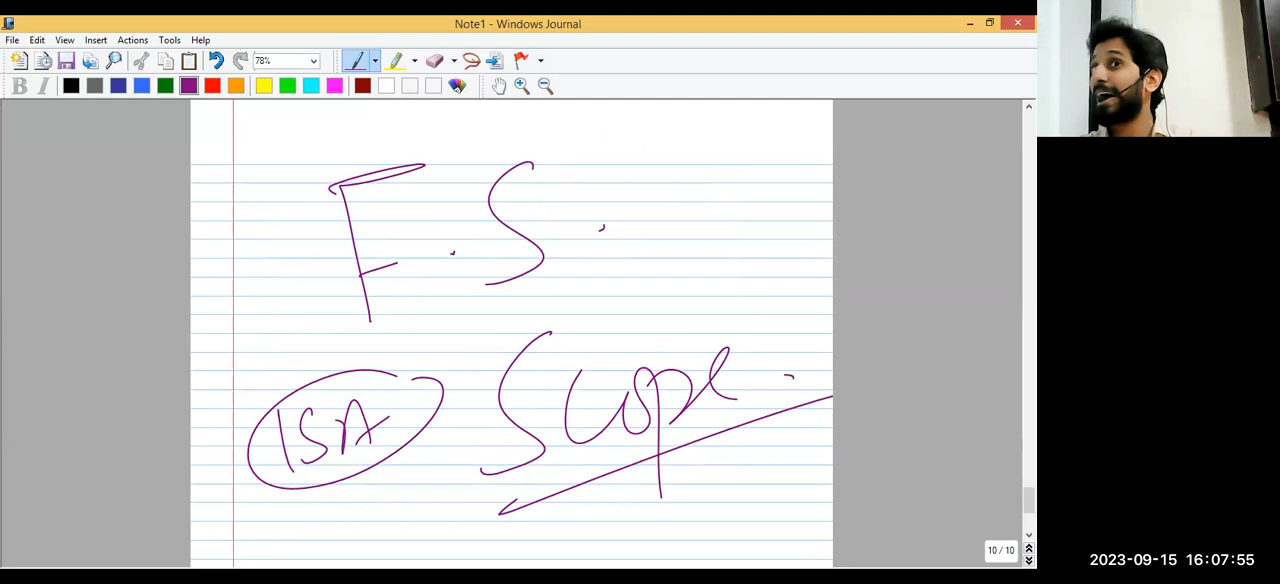 Note1 - Windows Journal
File Edit View Insert Actions Tools Help
78%
B I
F.S.
ISA Scope
10 / 10
2023-09-15 16:07:55